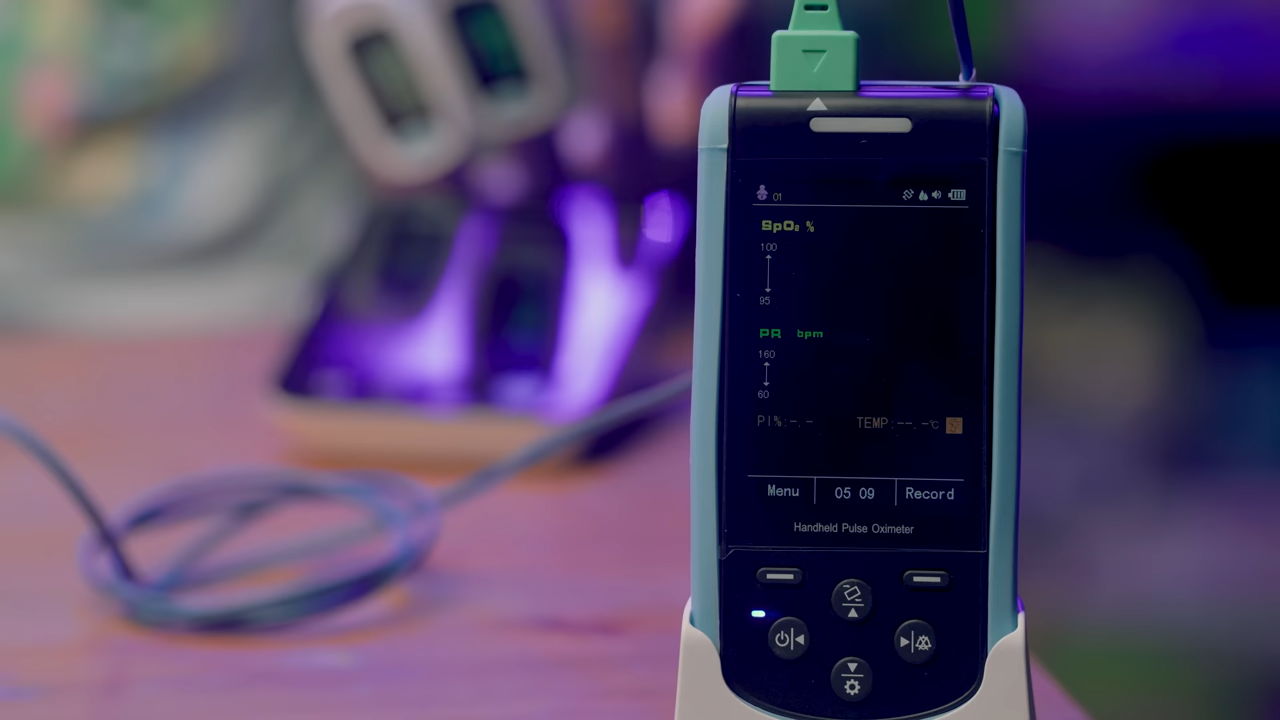 01
SpO₂ %
100
95
PR bpm
160
60
PI%:-.- TEMP:--.-℃
Menu 05 09 Record
Handheld Pulse Oximeter